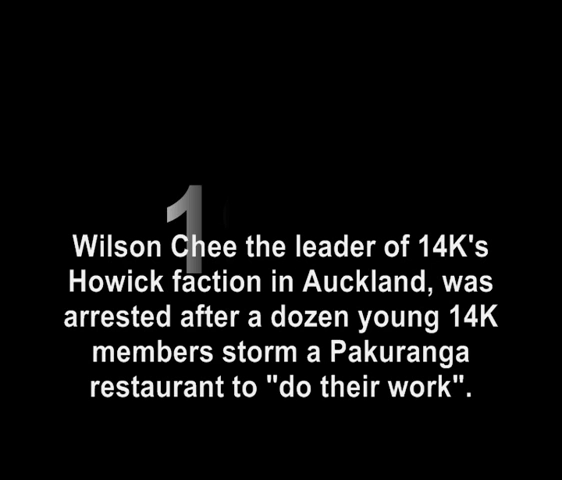 1
Wilson Chee the leader of 14K's
Howick faction in Auckland, was
arrested after a dozen young 14K
members storm a Pakuranga
restaurant to "do their work".